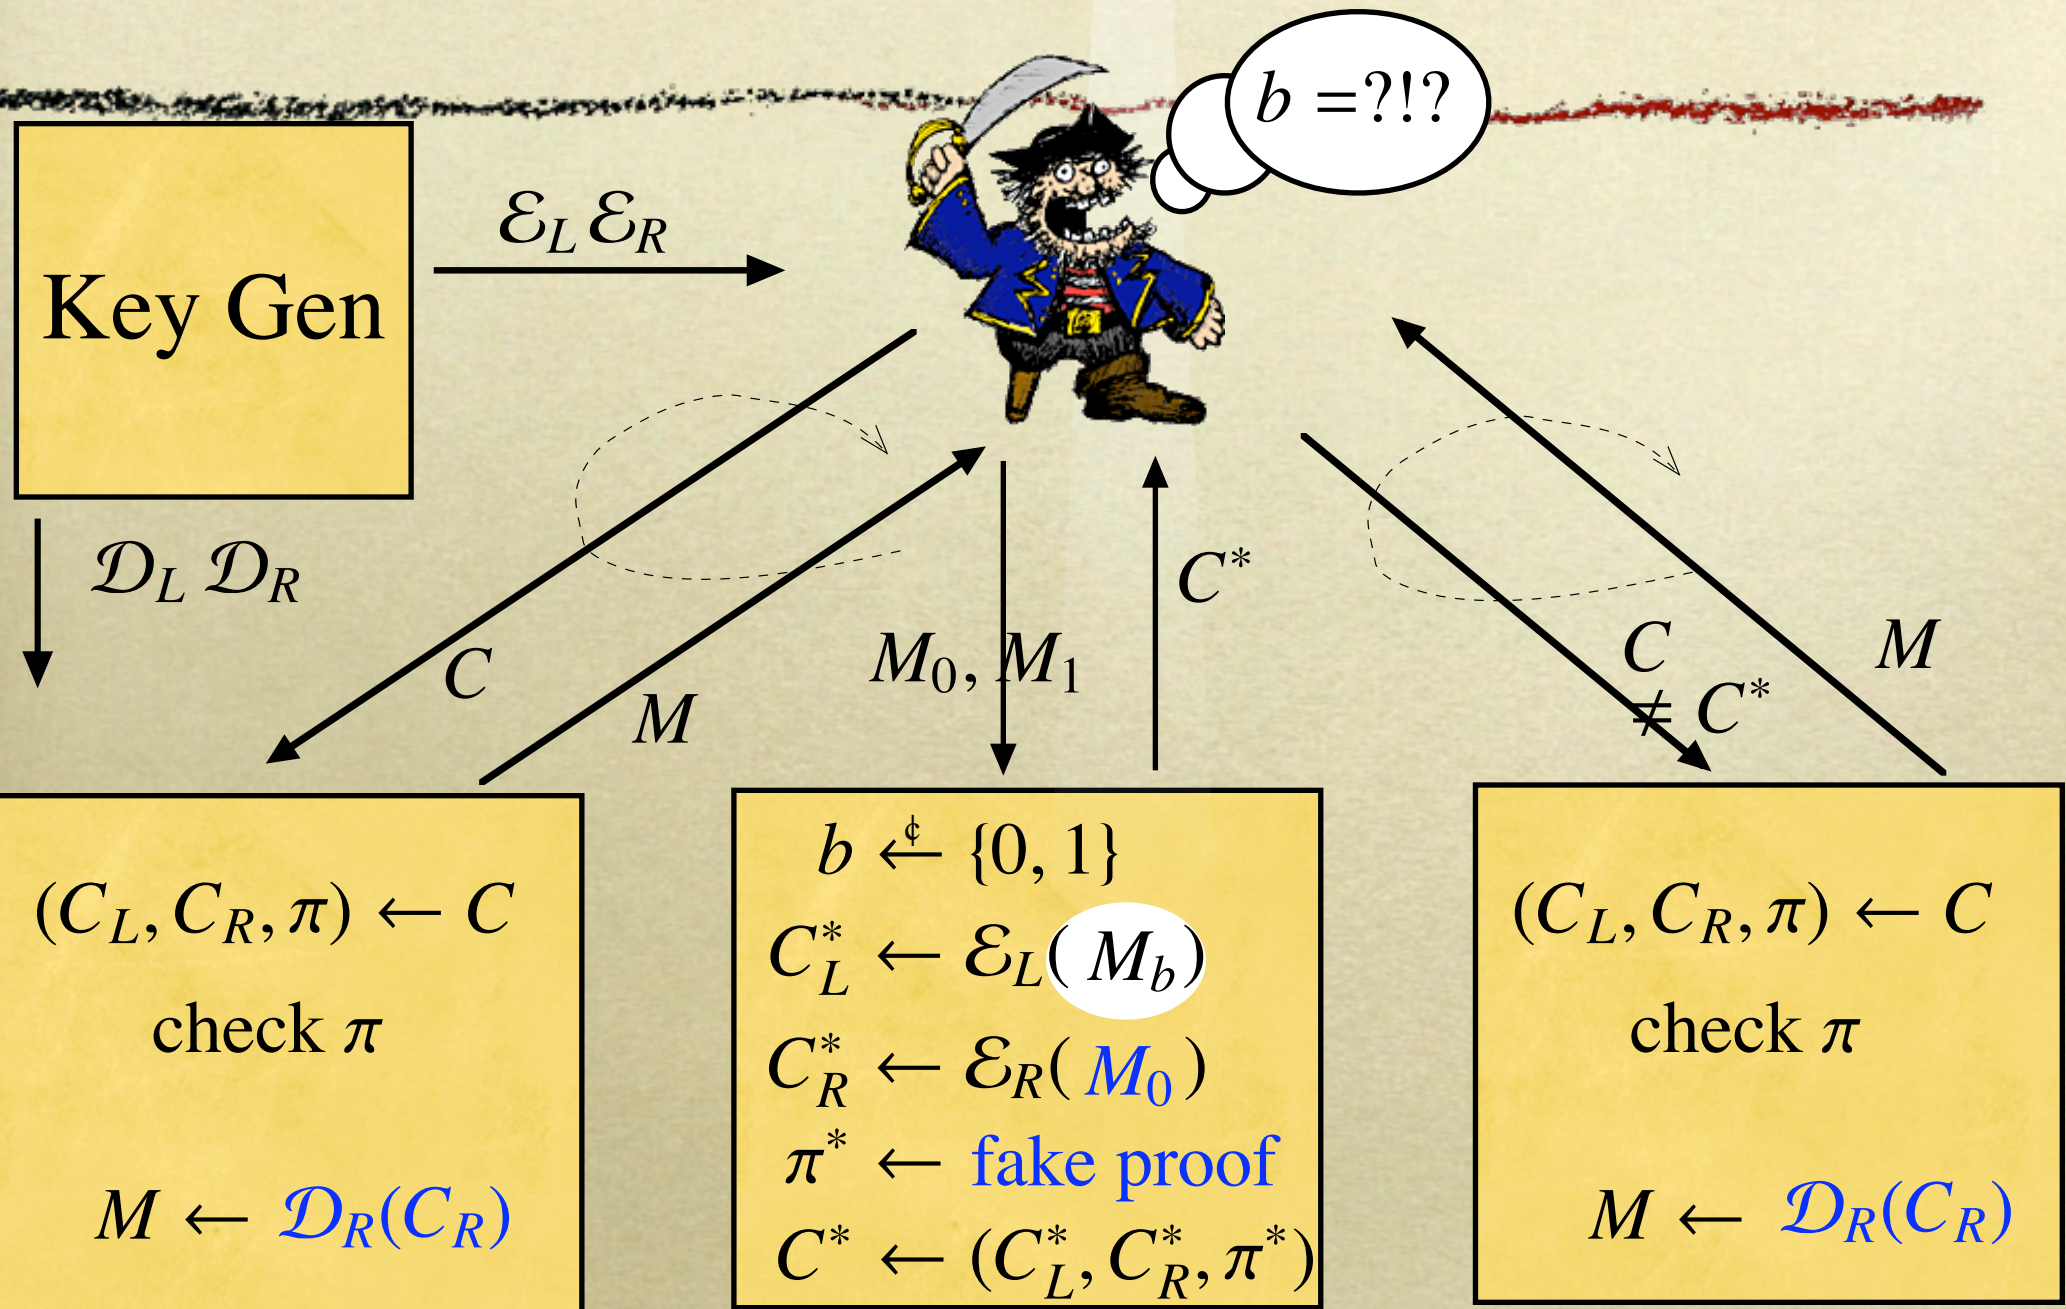 b =?!?
Key Gen
ℰ_L ℰ_R
𝒟_L 𝒟_R
C
M
M_0, M_1
C^*
C
≠ C^*
M
(C_L, C_R, π) ← C
check π
M ← 𝒟_R(C_R)
b ←¢ {0, 1}
C^*_L ← ℰ_L( M_b)
C^*_R ← ℰ_R( M_0 )
π^* ← fake proof
C^* ← (C^*_L, C^*_R, π^*)
(C_L, C_R, π) ← C
check π
M ← 𝒟_R(C_R)